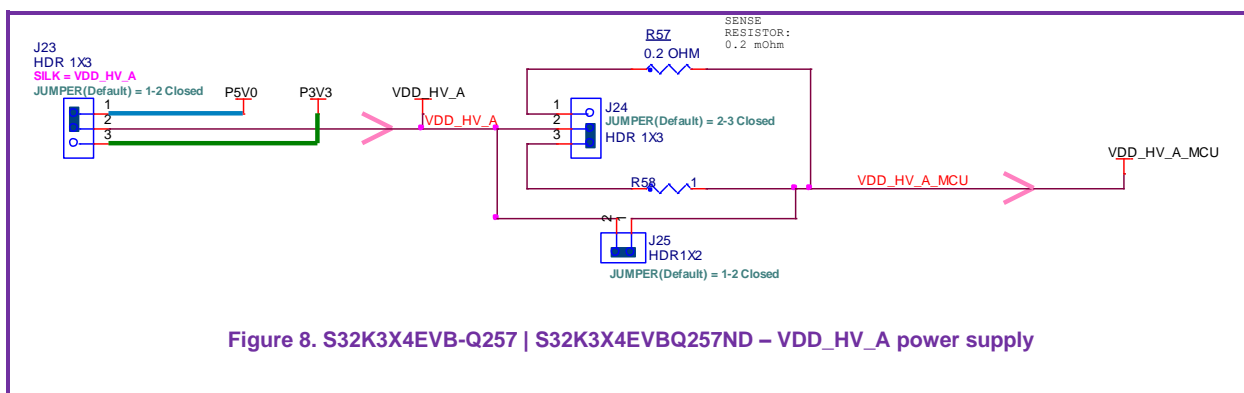 SENSE
RESISTOR:
0.2 mOhm
R57
0.2 OHM
J23
HDR 1X3
SILK = VDD_HV_A
JUMPER(Default) = 1-2 Closed
P5V0
P3V3
VDD_HV_A
1
2
3
VDD_HV_A
1
2
3
J24
JUMPER(Default) = 2-3 Closed
HDR 1X3
VDD_HV_A_MCU
R58
1
VDD_HV_A_MCU
2
1
J25
HDR1X2
JUMPER(Default) = 1-2 Closed
Figure 8. S32K3X4EVB-Q257 | S32K3X4EVBQ257ND – VDD_HV_A power supply